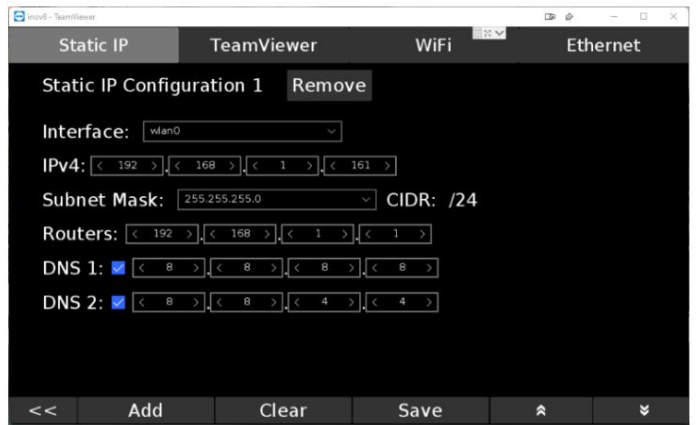 inov8 - TeamViewer
Static IP TeamViewer WiFi Ethernet
Static IP Configuration 1 Remove
Interface: wlan0
IPv4: < 192 > . < 168 > . < 1 > . < 161 >
Subnet Mask: 255.255.255.0 CIDR: /24
Routers: < 192 > . < 168 > . < 1 > . < 1 >
DNS 1: < 8 > . < 8 > . < 8 > . < 8 >
DNS 2: < 8 > . < 8 > . < 4 > . < 4 >
<< Add Clear Save